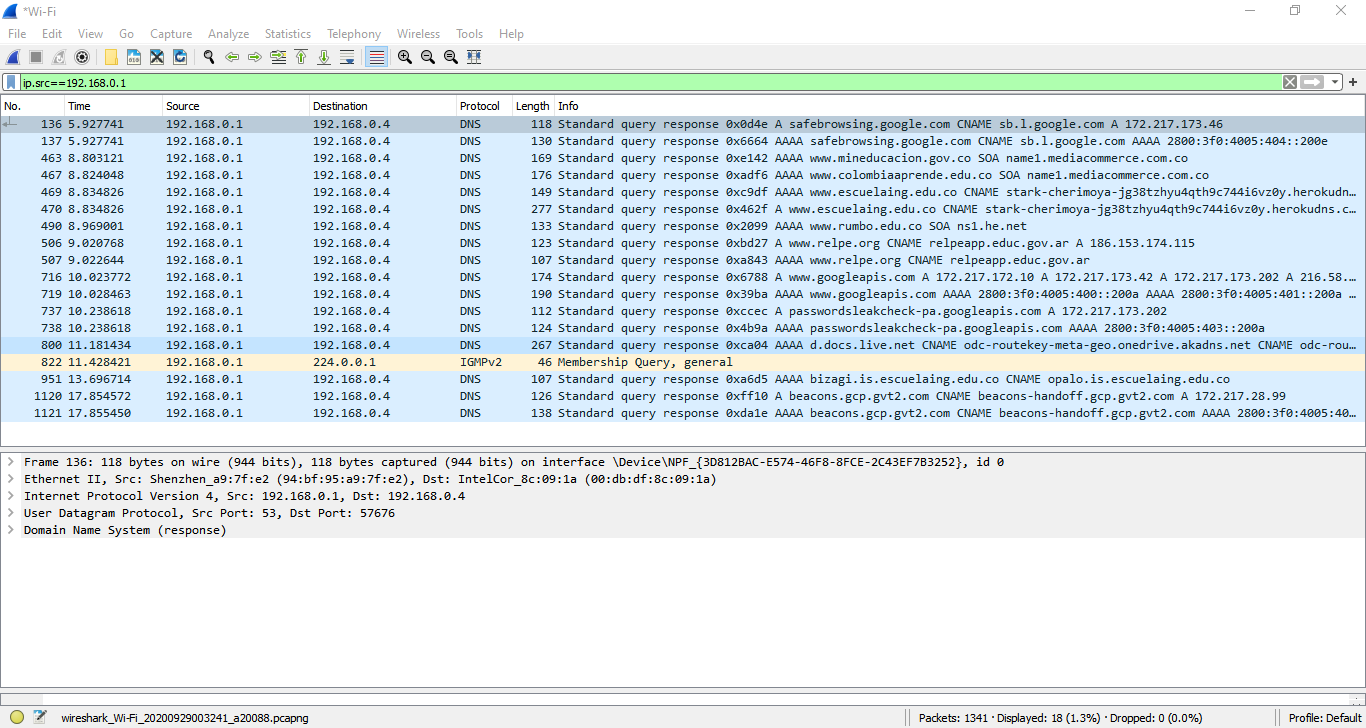 *Wi-Fi
File Edit View Go Capture Analyze Statistics Telephony Wireless Tools Help
ip.src==192.168.0.1
No. Time Source Destination Protocol Length Info
136 5.927741 192.168.0.1 192.168.0.4 DNS 118 Standard query response 0x0d4e A safebrowsing.google.com CNAME sb.l.google.com A 172.217.173.46
137 5.927741 192.168.0.1 192.168.0.4 DNS 130 Standard query response 0x6664 AAAA safebrowsing.google.com CNAME sb.l.google.com AAAA 2800:3f0:4005:404::200e
463 8.803121 192.168.0.1 192.168.0.4 DNS 169 Standard query response 0xe142 AAAA www.mineducacion.gov.co SOA name1.mediacommerce.com.co
467 8.824048 192.168.0.1 192.168.0.4 DNS 176 Standard query response 0xadf6 AAAA www.colombiaaprende.edu.co SOA name1.mediacommerce.com.co
469 8.834826 192.168.0.1 192.168.0.4 DNS 149 Standard query response 0xc9df AAAA www.escuelaing.edu.co CNAME stark-cherimoya-jg38tzhyu4qth9c744i6vz0y.herokudn…
470 8.834826 192.168.0.1 192.168.0.4 DNS 277 Standard query response 0x462f A www.escuelaing.edu.co CNAME stark-cherimoya-jg38tzhyu4qth9c744i6vz0y.herokudns.c…
490 8.969001 192.168.0.1 192.168.0.4 DNS 133 Standard query response 0x2099 AAAA www.rumbo.edu.co SOA ns1.he.net
506 9.020768 192.168.0.1 192.168.0.4 DNS 123 Standard query response 0xbd27 A www.relpe.org CNAME relpeapp.educ.gov.ar A 186.153.174.115
507 9.022644 192.168.0.1 192.168.0.4 DNS 107 Standard query response 0xa843 AAAA www.relpe.org CNAME relpeapp.educ.gov.ar
716 10.023772 192.168.0.1 192.168.0.4 DNS 174 Standard query response 0x6788 A www.googleapis.com A 172.217.172.10 A 172.217.173.42 A 172.217.173.202 A 216.58.…
719 10.028463 192.168.0.1 192.168.0.4 DNS 190 Standard query response 0x39ba AAAA www.googleapis.com AAAA 2800:3f0:4005:400::200a AAAA 2800:3f0:4005:401::200a …
737 10.238618 192.168.0.1 192.168.0.4 DNS 112 Standard query response 0xccec A passwordsleakcheck-pa.googleapis.com A 172.217.173.202
738 10.238618 192.168.0.1 192.168.0.4 DNS 124 Standard query response 0x4b9a AAAA passwordsleakcheck-pa.googleapis.com AAAA 2800:3f0:4005:403::200a
800 11.181434 192.168.0.1 192.168.0.4 DNS 267 Standard query response 0xca04 AAAA d.docs.live.net CNAME odc-routekey-meta-geo.onedrive.akadns.net CNAME odc-rou…
822 11.428421 192.168.0.1 224.0.0.1 IGMPv2 46 Membership Query, general
951 13.696714 192.168.0.1 192.168.0.4 DNS 107 Standard query response 0xa6d5 AAAA bizagi.is.escuelaing.edu.co CNAME opalo.is.escuelaing.edu.co
1120 17.854572 192.168.0.1 192.168.0.4 DNS 126 Standard query response 0xff10 A beacons.gcp.gvt2.com CNAME beacons-handoff.gcp.gvt2.com A 172.217.28.99
1121 17.855450 192.168.0.1 192.168.0.4 DNS 138 Standard query response 0xda1e AAAA beacons.gcp.gvt2.com CNAME beacons-handoff.gcp.gvt2.com AAAA 2800:3f0:4005:40…
Frame 136: 118 bytes on wire (944 bits), 118 bytes captured (944 bits) on interface \Device\NPF_{3D812BAC-E574-46F8-8FCE-2C43EF7B3252}, id 0
Ethernet II, Src: Shenzhen_a9:7f:e2 (94:bf:95:a9:7f:e2), Dst: IntelCor_8c:09:1a (00:db:df:8c:09:1a)
Internet Protocol Version 4, Src: 192.168.0.1, Dst: 192.168.0.4
User Datagram Protocol, Src Port: 53, Dst Port: 57676
Domain Name System (response)
wireshark_Wi-Fi_20200929003241_a20088.pcapng Packets: 1341 · Displayed: 18 (1.3%) · Dropped: 0 (0.0%) Profile: Default